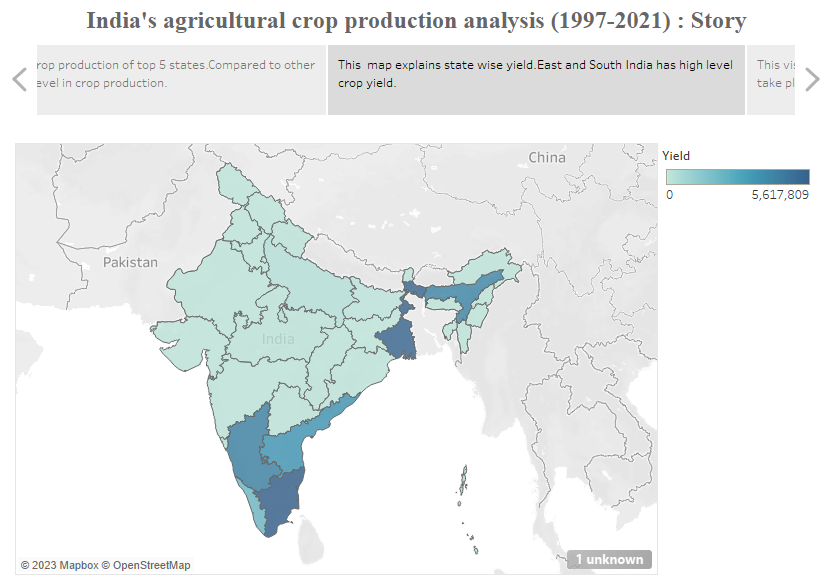 India's agricultural crop production analysis (1997-2021) : Story
rop production of top 5 states.Compared to other
evel in crop production.
This  map explains state wise yield.East and South India has high level
crop yield.
This vis
take pl
China
Pakistan
India
Yield
0
5,617,809
1 unknown
© 2023 Mapbox © OpenStreetMap